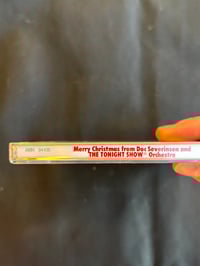 Merry Christmas from Doc Severinsen and
THE TONIGHT SHOW® Orchestra